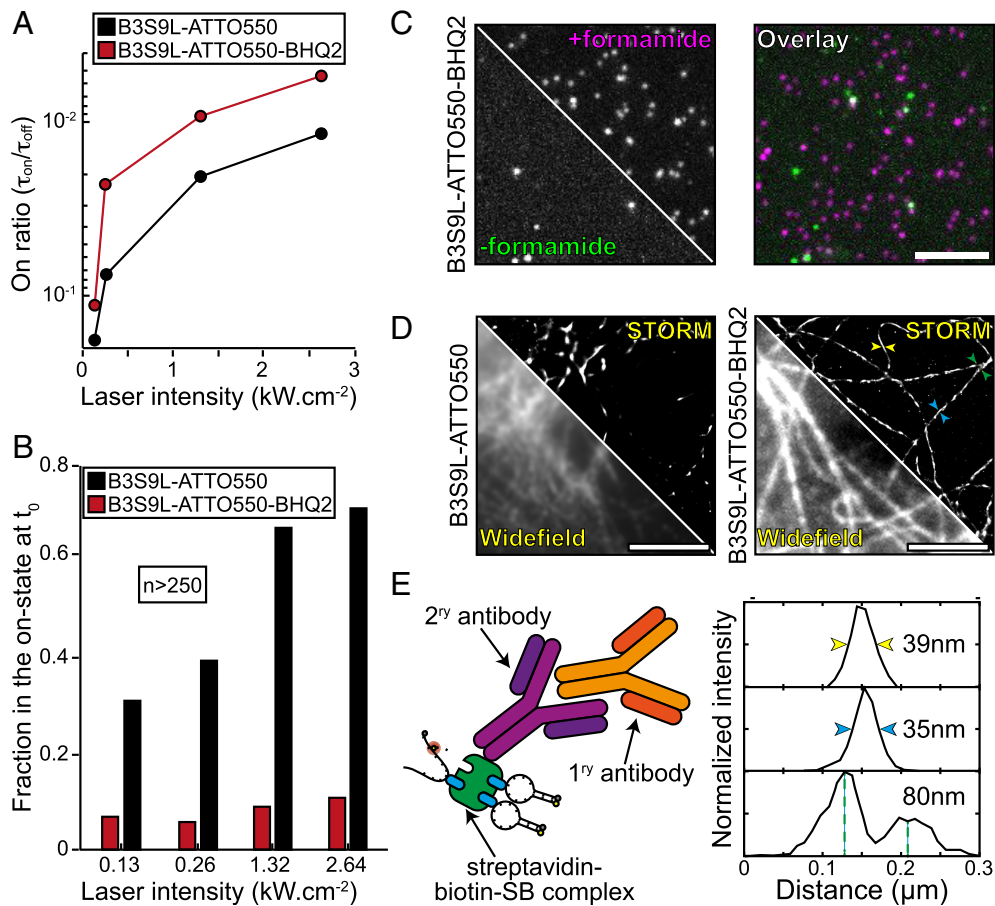 A
B3S9L-ATTO550
B3S9L-ATTO550-BHQ2
On ratio (τon/τoff)
10-2
10-1
0
1
2
3
Laser intensity (kW.cm-2)
B
B3S9L-ATTO550
B3S9L-ATTO550-BHQ2
n>250
Fraction in the on-state at t0
0.8
0.6
0.4
0.2
0
0.13
0.26
1.32
2.64
Laser intensity (kW.cm-2)
C
B3S9L-ATTO550-BHQ2
+formamide
-formamide
Overlay
D
B3S9L-ATTO550
STORM
Widefield
B3S9L-ATTO550-BHQ2
STORM
Widefield
E
2ry antibody
1ry antibody
streptavidin-
biotin-SB complex
Normalized intensity
39nm
35nm
80nm
0
0.1
0.2
0.3
Distance (µm)